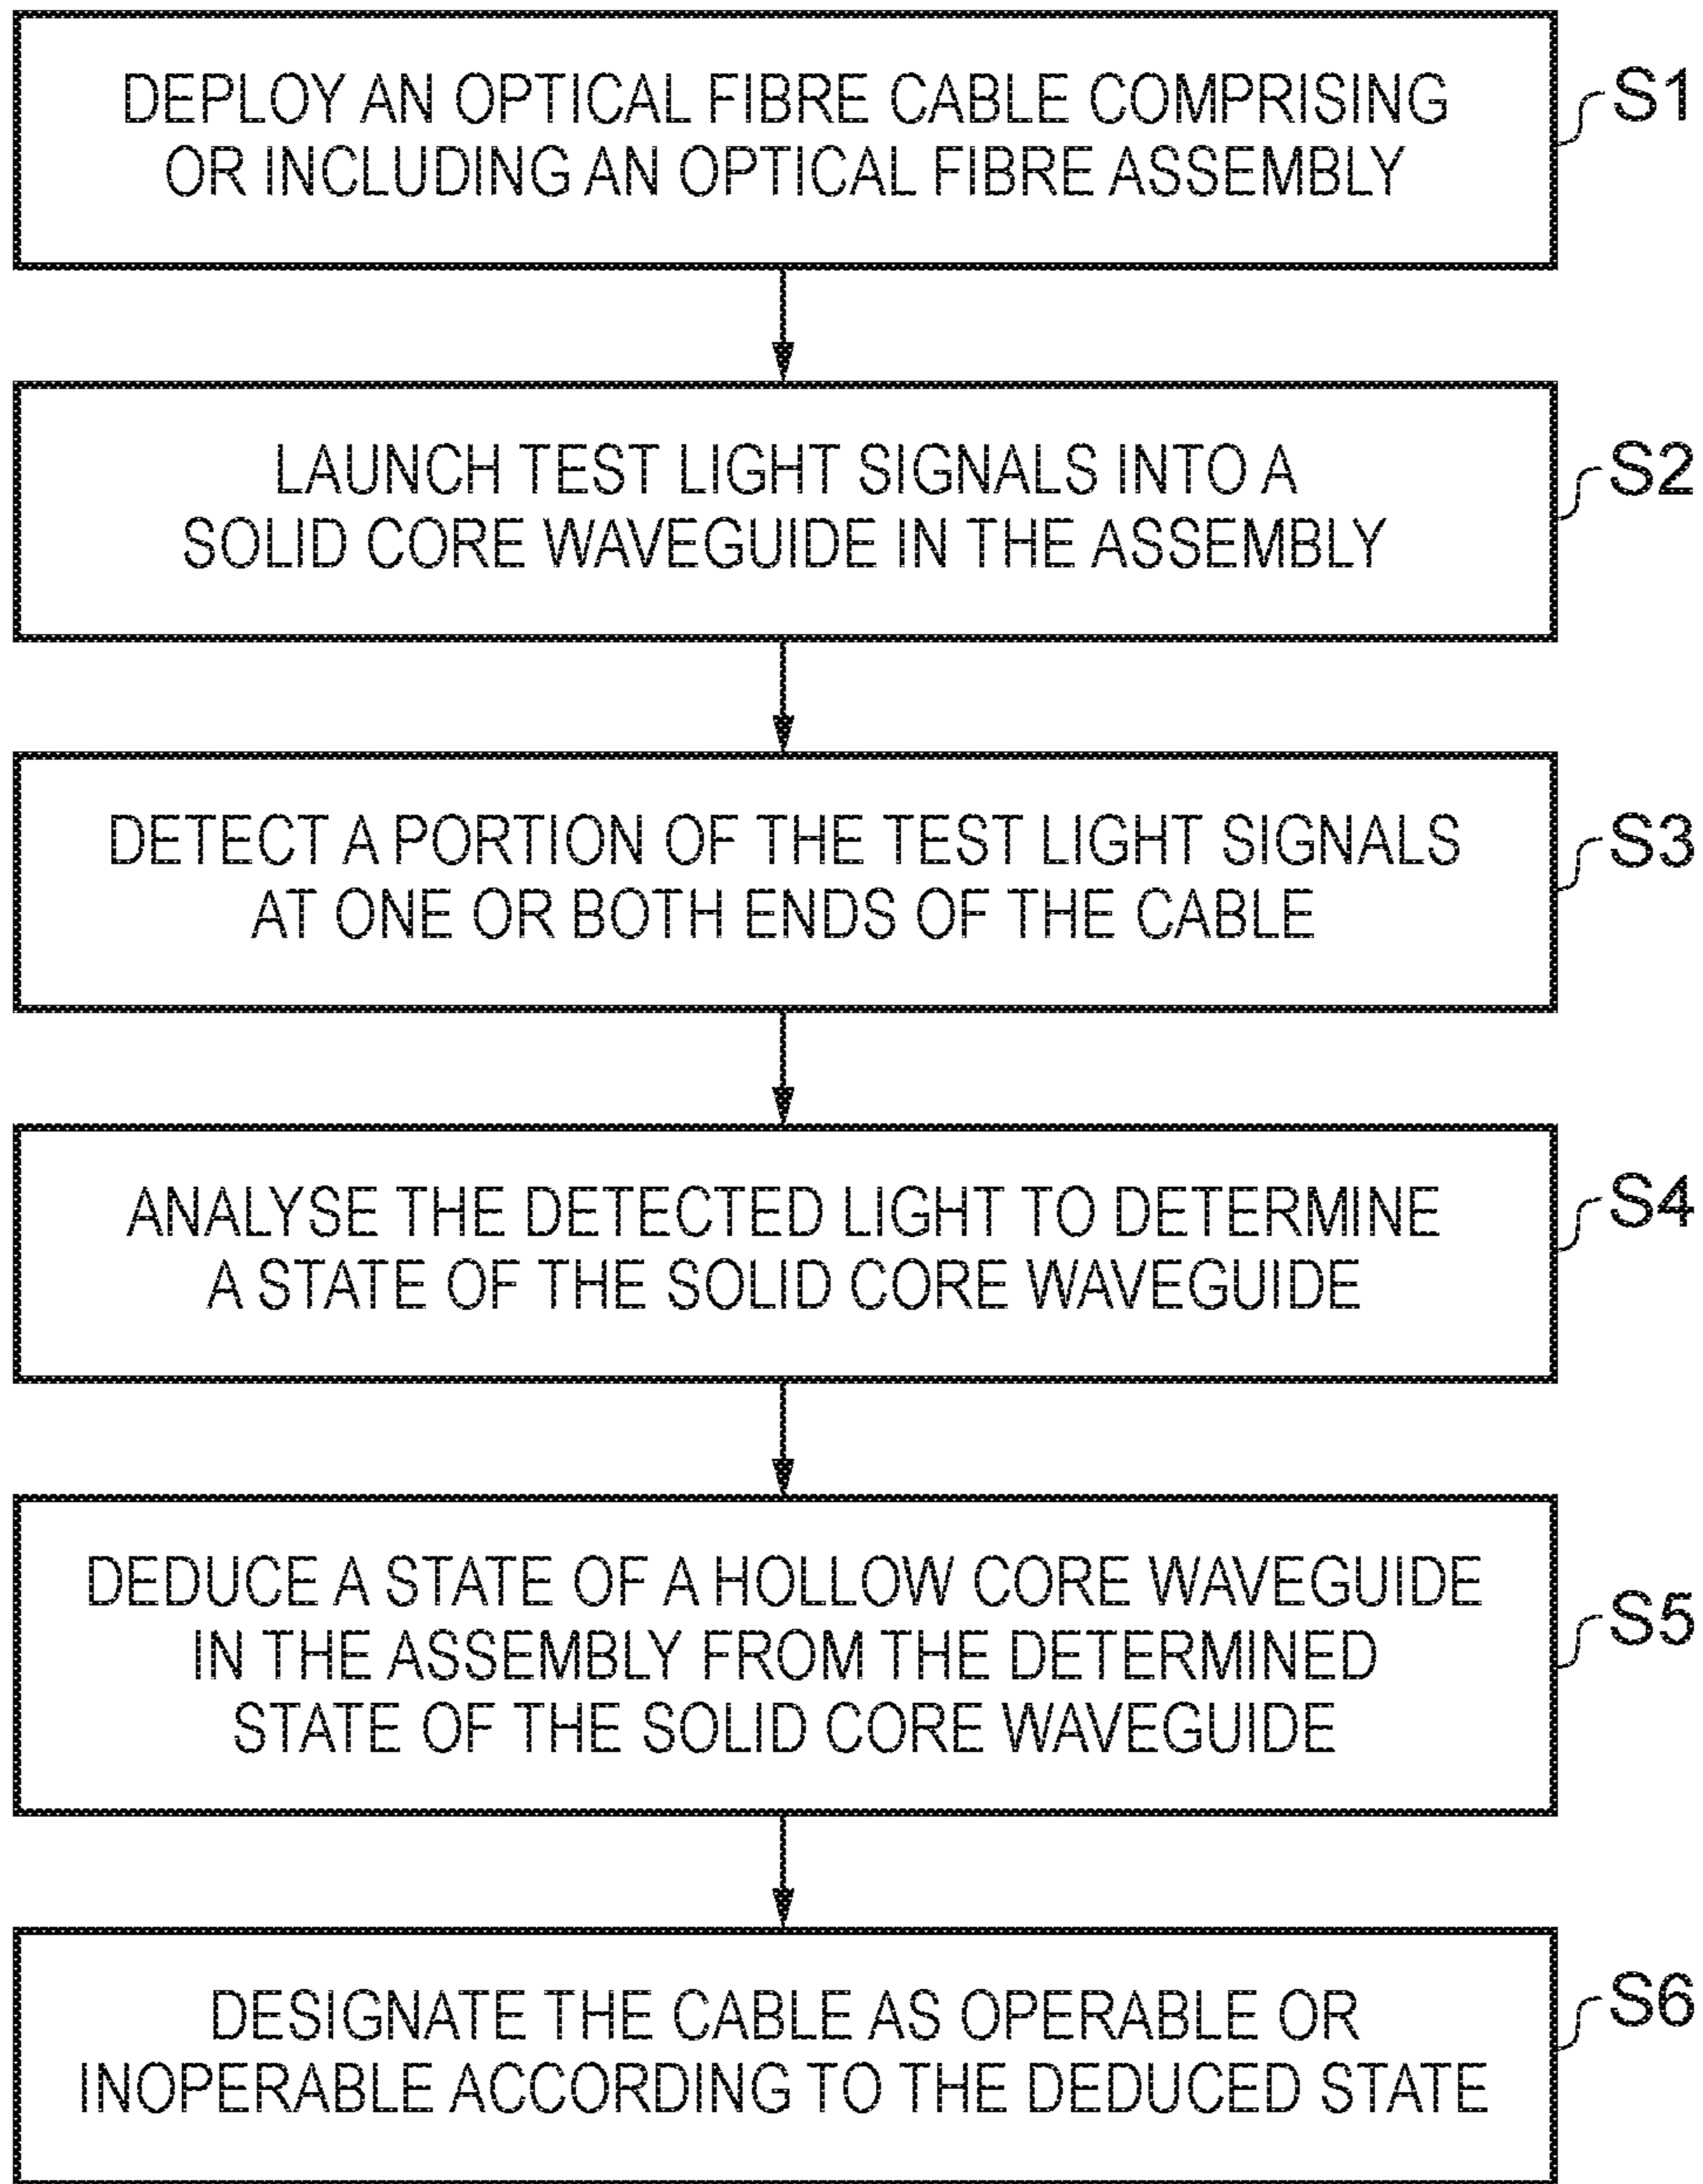 DEPLOY AN OPTICAL FIBRE CABLE COMPRISING
OR INCLUDING AN OPTICAL FIBRE ASSEMBLY
S1
LAUNCH TEST LIGHT SIGNALS INTO A
SOLID CORE WAVEGUIDE IN THE ASSEMBLY
S2
DETECT A PORTION OF THE TEST LIGHT SIGNALS
AT ONE OR BOTH ENDS OF THE CABLE
S3
ANALYSE THE DETECTED LIGHT TO DETERMINE
A STATE OF THE SOLID CORE WAVEGUIDE
S4
DEDUCE A STATE OF A HOLLOW CORE WAVEGUIDE
IN THE ASSEMBLY FROM THE DETERMINED
STATE OF THE SOLID CORE WAVEGUIDE
S5
DESIGNATE THE CABLE AS OPERABLE OR
INOPERABLE ACCORDING TO THE DEDUCED STATE
S6